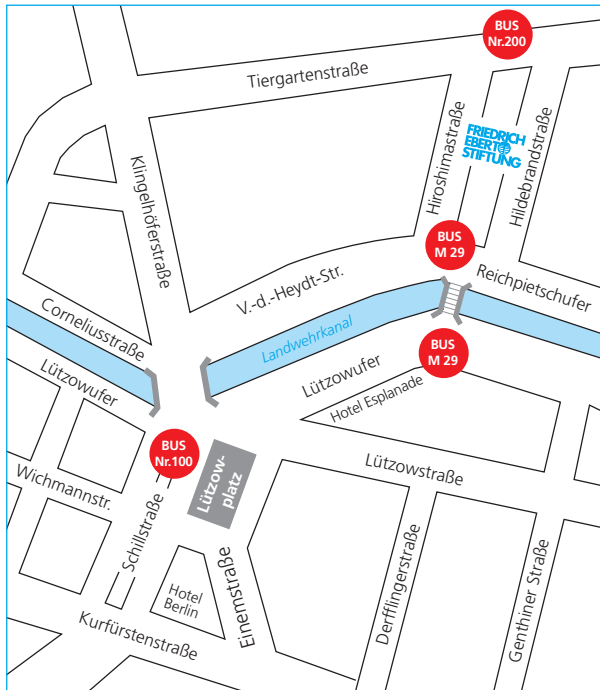 BUS
Nr.200
Tiergartenstraße
FRIEDRICH
EBERT
STIFTUNG
Hiroshimastraße
Hildebrandstraße
Klingelhöferstraße
BUS
M 29
Reichpietschufer
V.-d.-Heydt-Str.
Corneliusstraße
Landwehrkanal
BUS
M 29
Lützowufer
Lützowufer
Hotel Esplanade
BUS
Nr.100
Lützow-
platz
Lützowstraße
Wichmannstr.
Schillstraße
Einemstraße
Hotel
Berlin
Derfflingerstraße
Genthiner Straße
Kurfürstenstraße